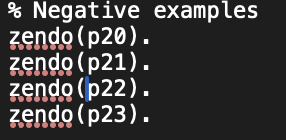 % Negative examples
zendo(p20).
zendo(p21).
zendo(p22).
zendo(p23).